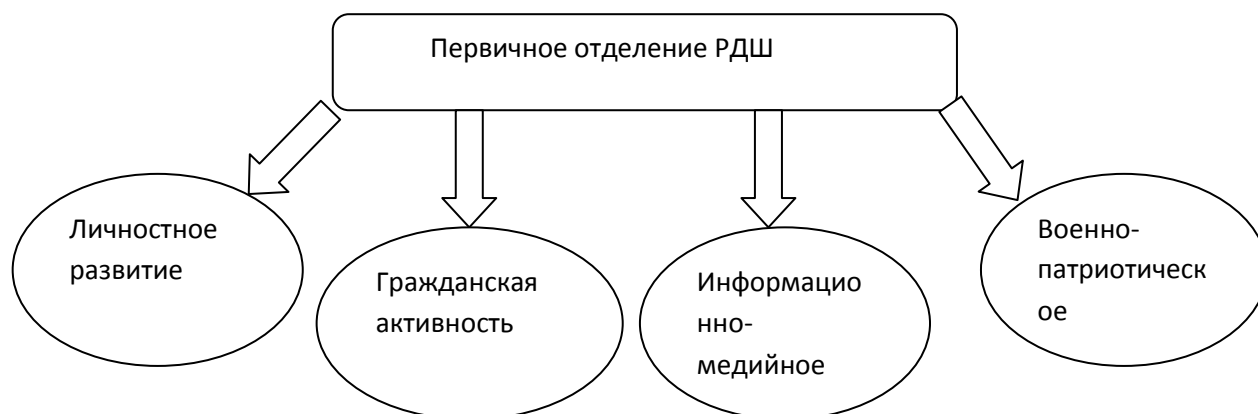 Первичное отделение РДШ
Личностное
развитие
Гражданская
активность
Информацио
нно-
медийное
Военно-
патриотическ
ое